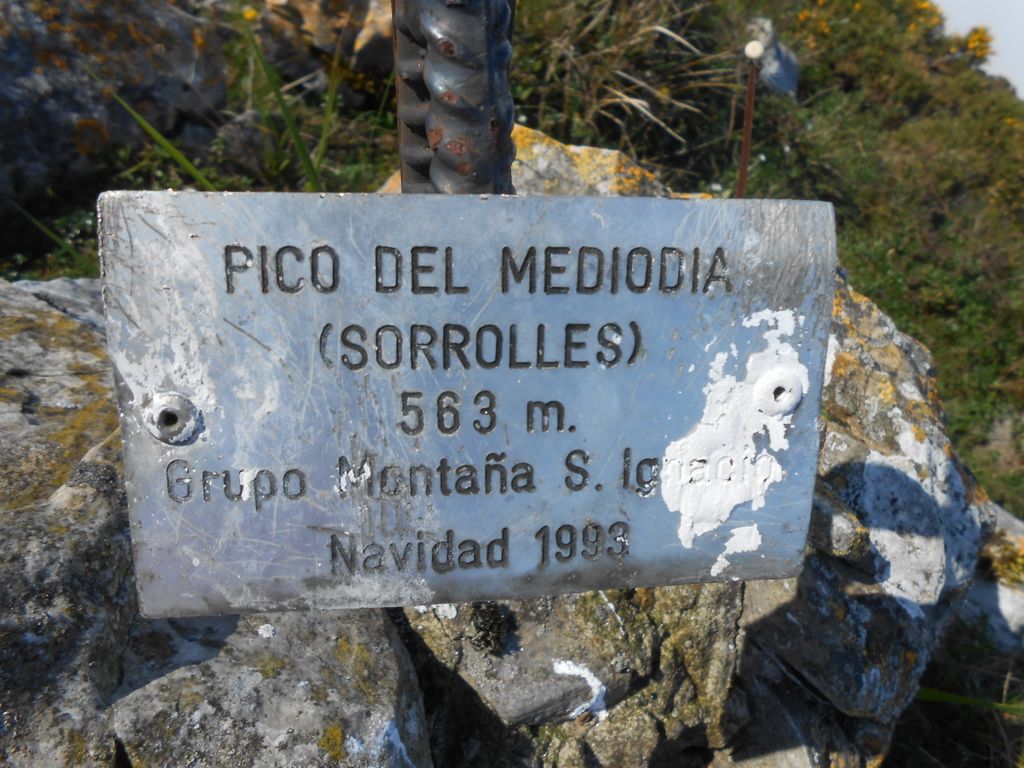 PICO DEL MEDIODIA
(SORROLLES)
563 m.
Grupo Montaña S. Ignacio
Navidad 1993